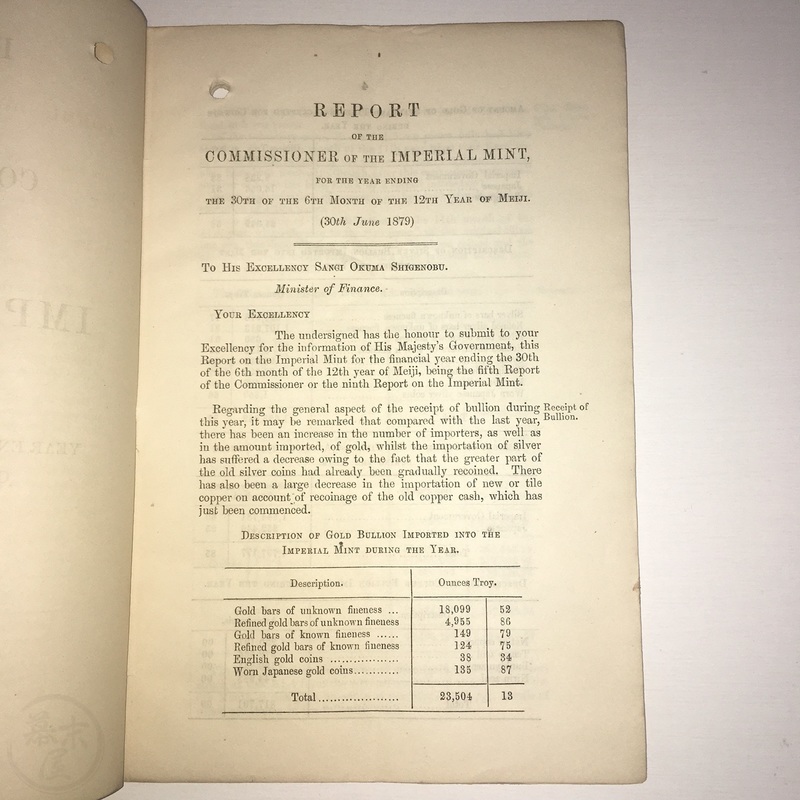 REPORT
OF THE
COMMISSIONER OF THE IMPERIAL MINT,
FOR THE YEAR ENDING
THE 30TH OF THE 6TH MONTH OF THE 12TH YEAR OF MEIJI.
(30th June 1879)
TO HIS EXCELLENCY SANGI OKUMA SHIGENOBU.
Minister of Finance.
YOUR EXCELLENCY
The undersigned has the honour to submit to your
Excellency for the information of His Majesty's Government, this
Report on the Imperial Mint for the financial year ending the 30th
of the 6th month of the 12th year of Meiji, being the fifth Report
of the Commissioner or the ninth Report on the Imperial Mint.
Regarding the general aspect of the receipt of bullion during
this year, it may be remarked that compared with the last year,
there has been an increase in the number of importers, as well as
in the amount imported, of gold, whilst the importation of silver
has suffered a decrease owing to the fact that the greater part of
the old silver coins had already been gradually recoined. There
has also been a large decrease in the importation of new or tile
copper on account of recoinage of the old copper cash, which has
just been commenced.
Receipt of
Bullion.
DESCRIPTION OF GOLD BULLION IMPORTED INTO THE
IMPERIAL MINT DURING THE YEAR.
Description. Ounces Troy.
Gold bars of unknown fineness ... 18,099 52
Refined gold bars of unknown fineness 4,955 86
Gold bars of known fineness ...... 149 79
Refined gold bars of known fineness 124 75
English gold coins .................. 38 34
Worn Japanese gold coins........... 135 87
Total..................... 23,504 13